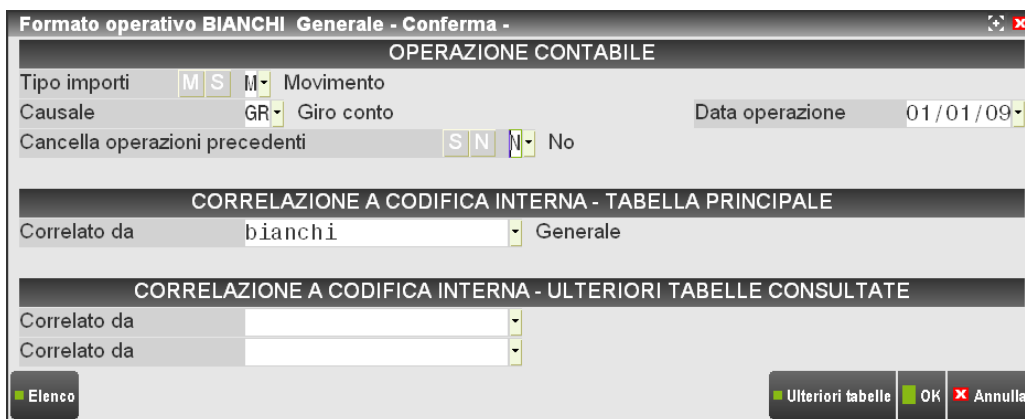 Formato operativo BIANCHI Generale - Conferma -
OPERAZIONE CONTABILE
Tipo importi M S M Movimento
Causale GR Giro conto Data operazione 01/01/09
Cancella operazioni precedenti S N N No
CORRELAZIONE A CODIFICA INTERNA - TABELLA PRINCIPALE
Correlato da bianchi Generale
CORRELAZIONE A CODIFICA INTERNA - ULTERIORI TABELLE CONSULTATE
Correlato da
Correlato da
Elenco Ulteriori tabelle OK Annulla